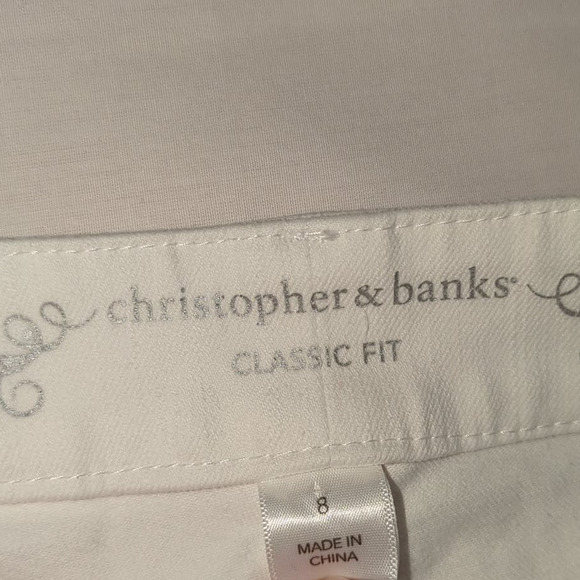 christopher & banks
CLASSIC FIT
8
MADE IN
CHINA